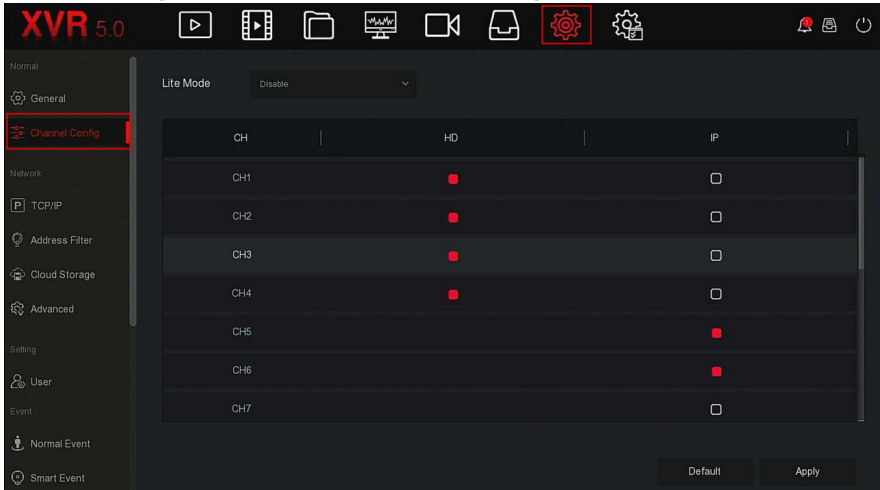 XVR 5.0
Normal
General
Channel Config
Network
P TCP/IP
Address Filter
Cloud Storage
Advanced
Setting
User
Event
Normal Event
Smart Event
Lite Mode Disable
CH HD IP
CH1
CH2
CH3
CH4
CH5
CH6
CH7
Default Apply